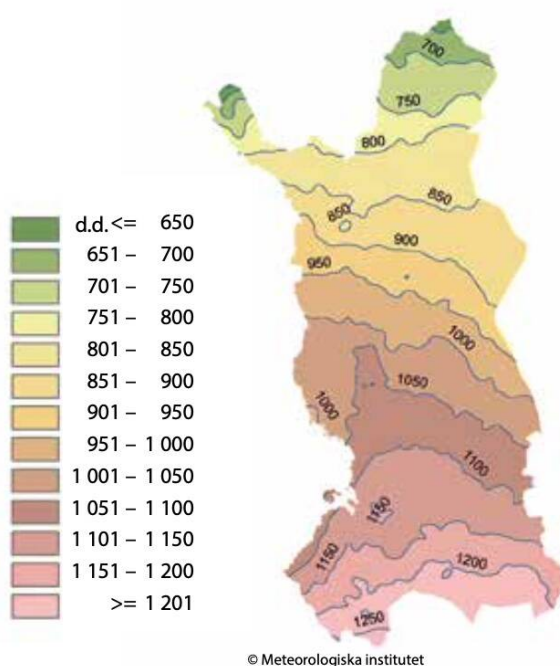 700
750
800
850
850
900
950
1000
1050
1000
1100
1150
1150
1200
1250
d.d.<= 650
651 – 700
701 – 750
751 – 800
801 – 850
851 – 900
901 – 950
951 – 1 000
1 001 – 1 050
1 051 – 1 100
1 101 – 1 150
1 151 – 1 200
>= 1 201
© Meteorologiska institutet